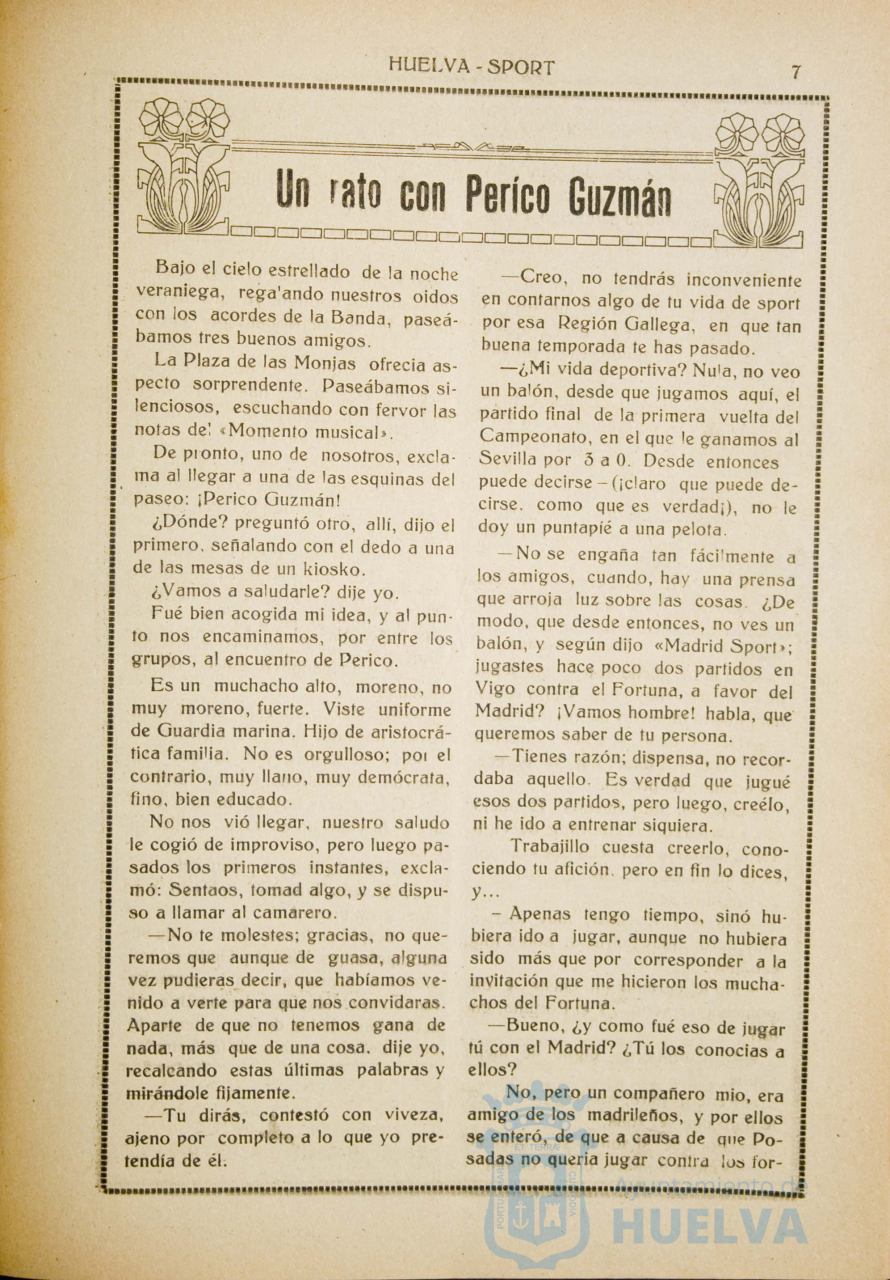 HUELVA - SPORT
7
Un rato con Perico Guzmán
Bajo el cielo estrellado de la noche
veraniega, rega'ando nuestros oidos
con los acordes de la Banda, paseá-
bamos tres buenos amigos.
La Plaza de las Monjas ofrecia as-
pecto sorprendente. Paseábamos si-
lenciosos, escuchando con fervor las
notas del «Momento musical».
De pronto, uno de nosotros, excla-
ma al llegar a una de las esquinas del
paseo: ¡Perico Guzmán!
¿Dónde? preguntó otro, allí, dijo el
primero, señalando con el dedo a una
de las mesas de un kiosko.
¿Vamos a saludarle? dije yo.
Fué bien acogida mi idea, y al pun-
to nos encaminamos, por entre los
grupos, al encuentro de Perico.
Es un muchacho alto, moreno, no
muy moreno, fuerte. Viste uniforme
de Guardia marina. Hijo de aristocrá-
tica familia. No es orgulloso; por el
contrario, muy llano, muy demócrata,
fino, bien educado.
No nos vió llegar, nuestro saludo
le cogió de improviso, pero luego pa-
sados los primeros instantes, excla-
mó: Sentaos, tomad algo, y se dispu-
so a llamar al camarero.
—No te molestes; gracias, no que-
remos que aunque de guasa, alguna
vez pudieras decir, que habíamos ve-
nido a verte para que nos convidaras.
Aparte de que no tenemos gana de
nada, más que de una cosa. dije yo,
recalcando estas últimas palabras y
mirándole fijamente.
—Tu dirás, contestó con viveza,
ajeno por completo a lo que yo pre-
tendía de él.
—Creo, no tendrás inconveniente
en contarnos algo de tu vida de sport
por esa Región Gallega, en que tan
buena temporada te has pasado.
—¿Mi vida deportiva? Nu'a, no veo
un balón, desde que jugamos aquí, el
partido final de la primera vuelta del
Campeonato, en el que le ganamos al
Sevilla por 3 a 0. Desde entonces
puede decirse – (¡claro que puede de-
cirse. como que es verdad¡), no le
doy un puntapíé a una pelota.
—No se engaña tan fáci'mente a
los amigos, cuando, hay una prensa
que arroja luz sobre las cosas. ¿De
modo, que desde entonces, no ves un
balón, y según dijo «Madrid Sport»;
jugastes hace poco dos partidos en
Vigo contra el Fortuna, a favor del
Madrid? ¡Vamos hombre! habla, que
queremos saber de tu persona.
—Tienes razón; dispensa, no recor-
daba aquello. Es verdad que jugué
esos dos partidos, pero luego, creélo,
ni he ido a entrenar siquiera.
Trabajillo cuesta creerlo, cono-
ciendo tu afición. pero en fin lo dices,
y...
– Apenas tengo tiempo, sinó hu-
biera ido a jugar, aunque no hubiera
sido más que por corresponder a la
invitación que me hicieron los mucha-
chos del Fortuna.
—Bueno, ¿y como fué eso de jugar
tú con el Madrid? ¿Tú los conocias a
ellos?
No, pero un compañero mio, era
amigo de los madrileños, y por ellos
se enteró, de que a causa de que Po-
sadas no queria jugar contra los for-
Ayuntamiento de
HUELVA